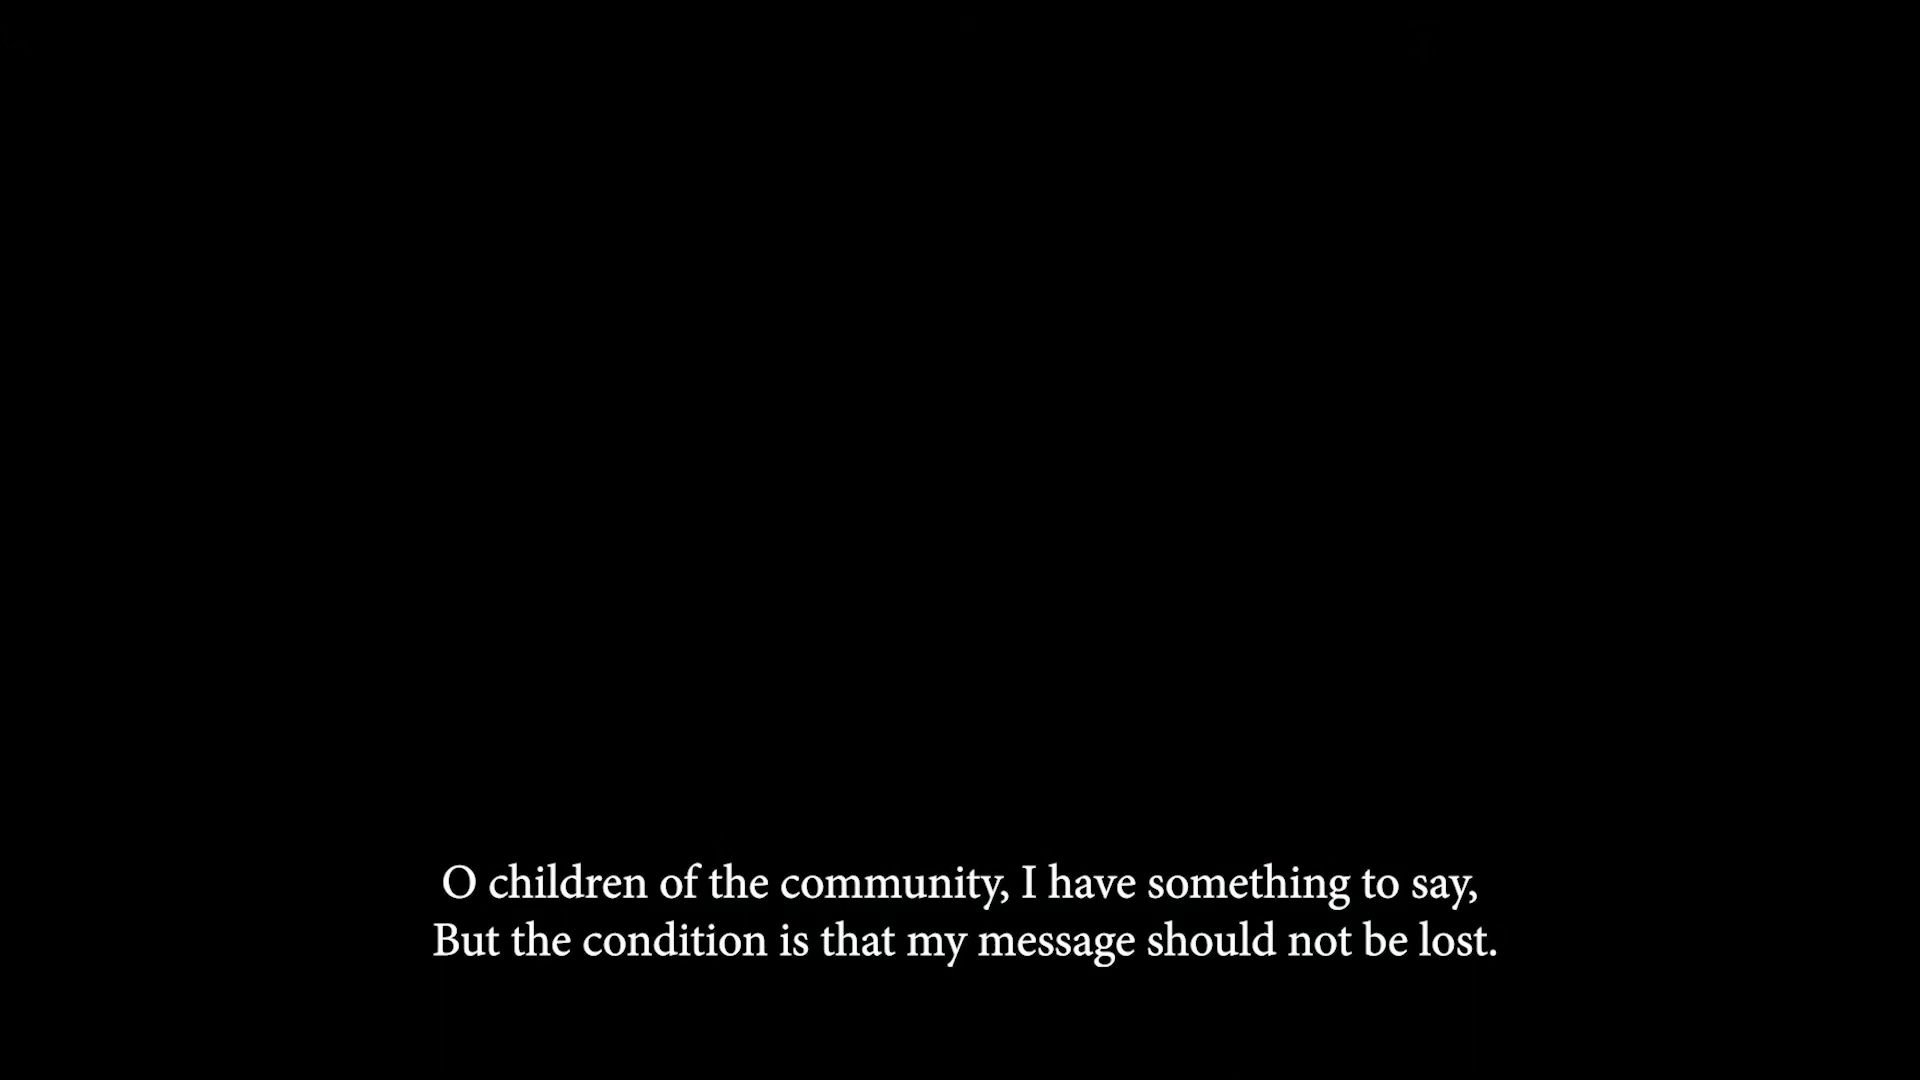 O children of the community, I have something to say,
But the condition is that my message should not be lost.